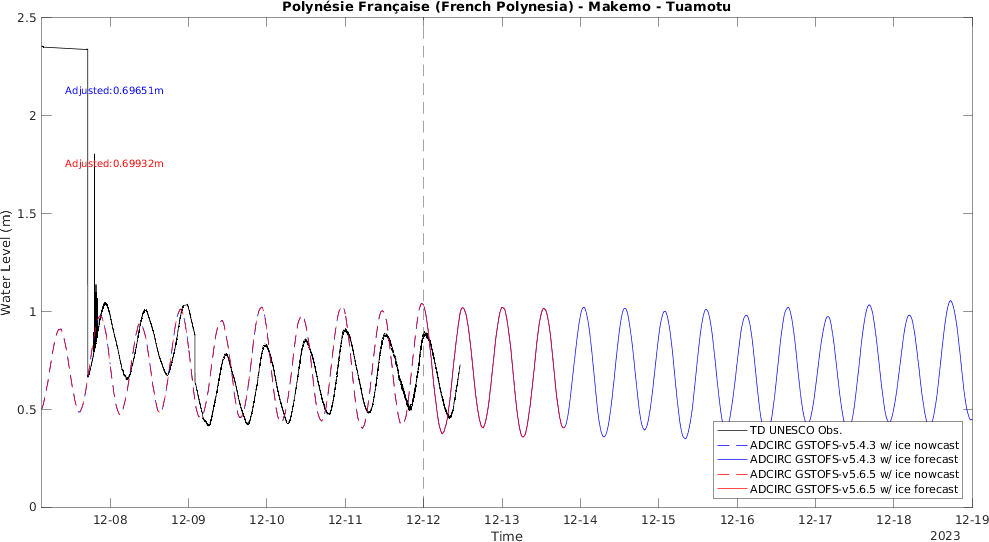 Polynésie Française (French Polynesia) - Makemo - Tuamotu
2.5
2
1.5
1
0.5
0
Water Level (m)
Adjusted:0.69651m
Adjusted:0.69932m
TD UNESCO Obs.
ADCIRC GSTOFS-v5.4.3 w/ ice nowcast
ADCIRC GSTOFS-v5.4.3 w/ ice forecast
ADCIRC GSTOFS-v5.6.5 w/ ice nowcast
ADCIRC GSTOFS-v5.6.5 w/ ice forecast
12-08 12-09 12-10 12-11 12-12 12-13 12-14 12-15 12-16 12-17 12-18 12-19
Time
2023